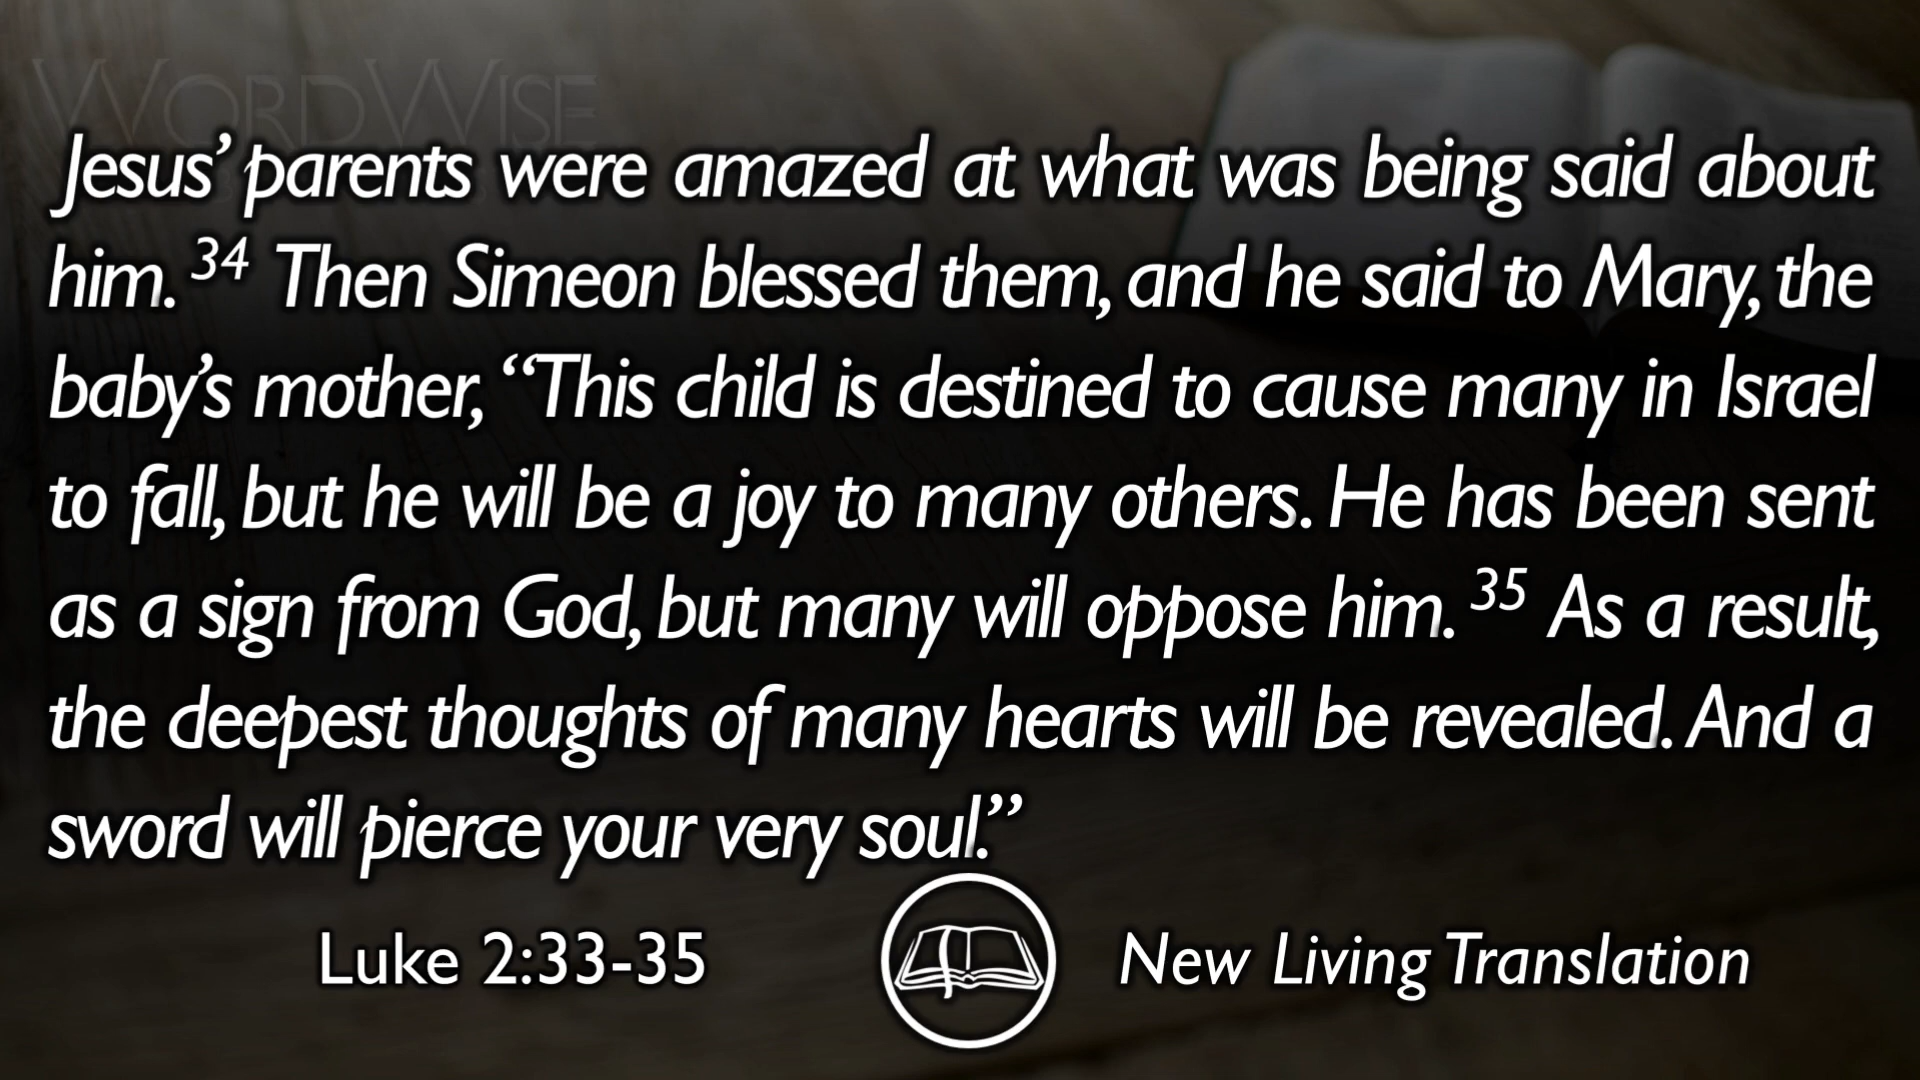 WORDWISE
Jesus’ parents were amazed at what was being said about
him. 34 Then Simeon blessed them, and he said to Mary, the
baby’s mother, “This child is destined to cause many in Israel
to fall, but he will be a joy to many others. He has been sent
as a sign from God, but many will oppose him. 35 As a result,
the deepest thoughts of many hearts will be revealed. And a
sword will pierce your very soul.”
Luke 2:33-35
New Living Translation